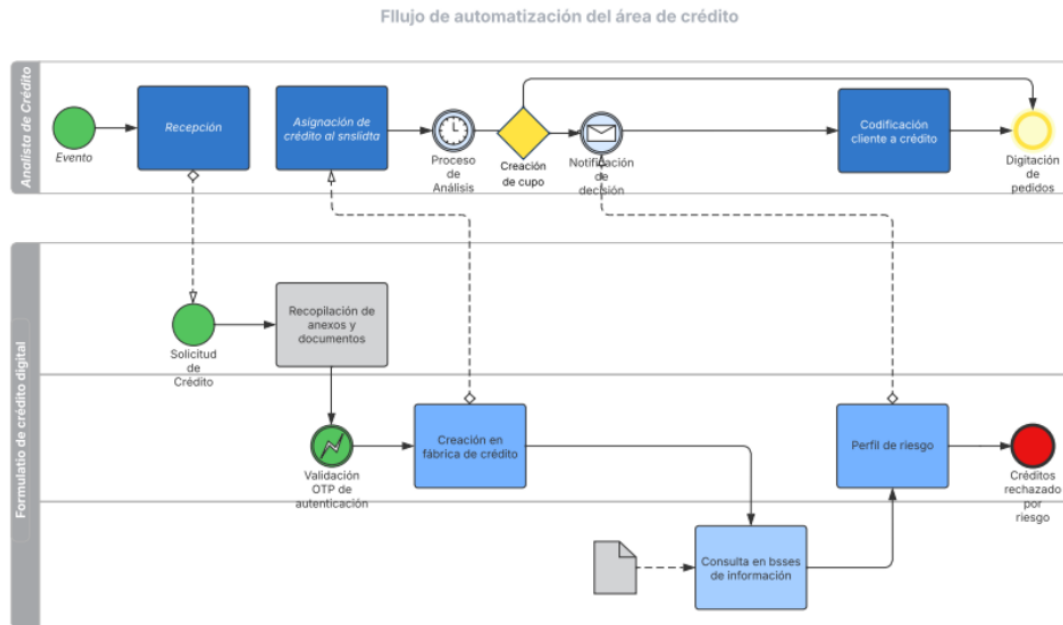 Fllujo de automatización del área de crédito
Anolista de Crédito
Evento
Recepción
Asignación de
crédito al snslidta
Proceso
de
Análisis
Creación
de cupo
Notificación
de
decisión
Codificación
cliente a crédito
Digitación
de
pedidos
Formulatio de crédito digital
Solicitud
de
Crédito
Recopilación de
anexos y
documentos
Validación
OTP de
autenticación
Creación en
fábrica de crédito
Perfil de riesgo
Créditos
rechazado
por
riesgo
Consulta en bsses
de información